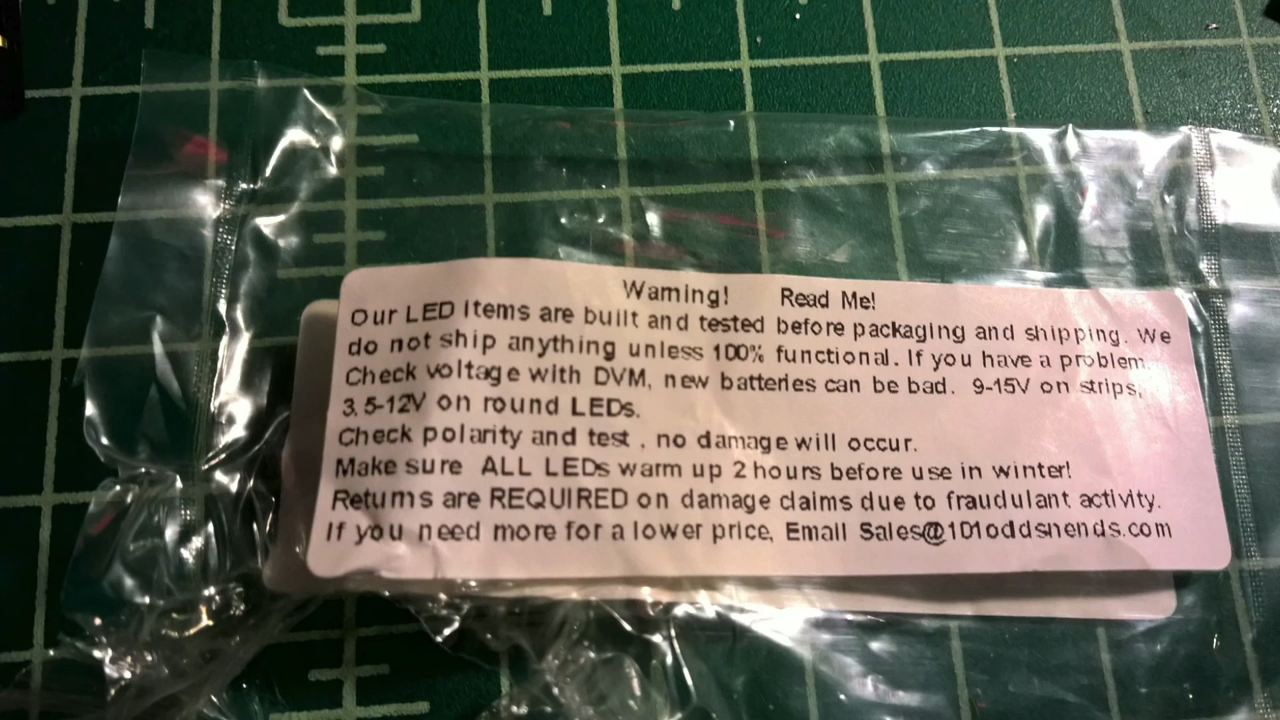 Warning! Read Me!
Our LED Items are built and tested before packaging and shipping. We
do not ship anything unless 100% functional. If you have a problem.
Check voltage with DVM, new batteries can be bad. 9-15V on strips,
3.5-12V on round LEDs.
Check polarity and test , no damage will occur.
Make sure ALL LEDs warm up 2 hours before use in winter!
Returns are REQUIRED on damage claims due to fraudulant activity.
If you need more for a lower price, Email Sales@101oddsnends.com